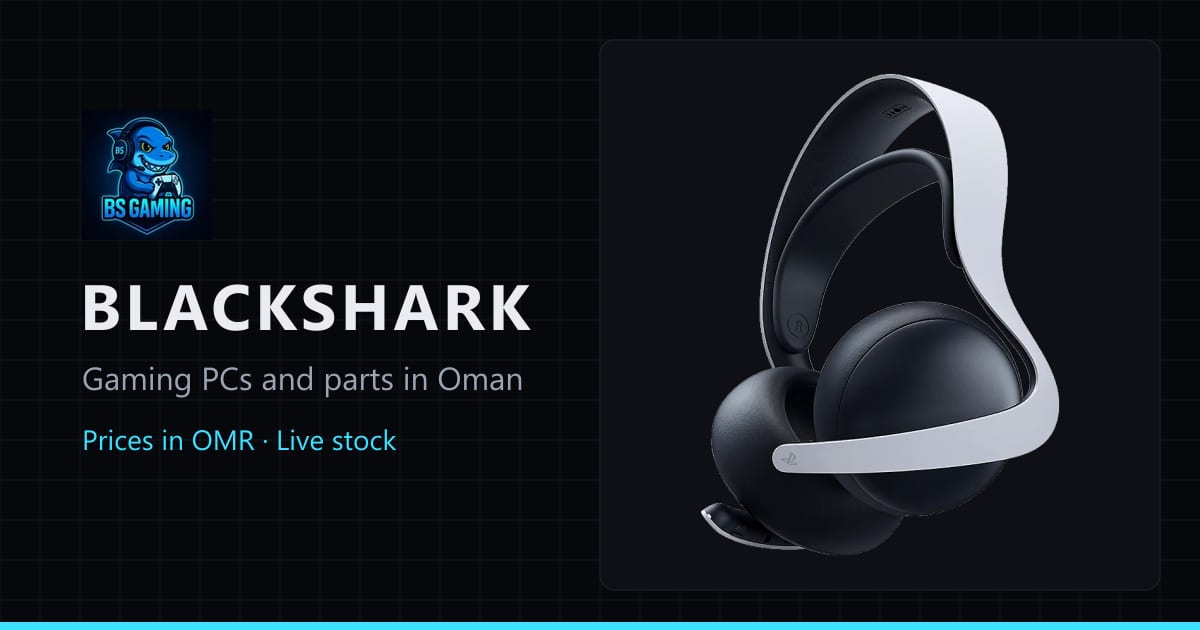 BS
BS GAMING
BLACKSHARK
Gaming PCs and parts in Oman
Prices in OMR · Live stock
R